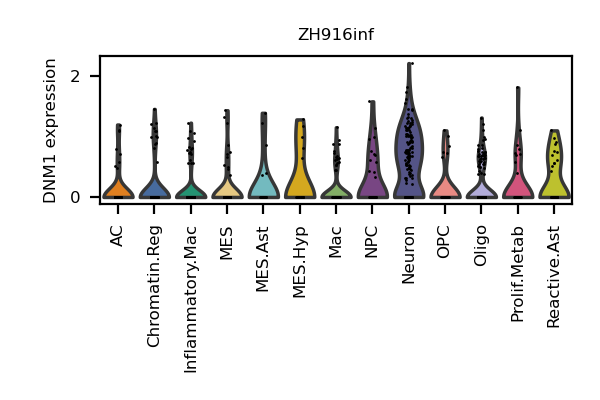 ZH916inf
DNM1 expression
2
0
AC
Chromatin.Reg
Inflammatory.Mac
MES
MES.Ast
MES.Hyp
Mac
NPC
Neuron
OPC
Oligo
Prolif.Metab
Reactive.Ast